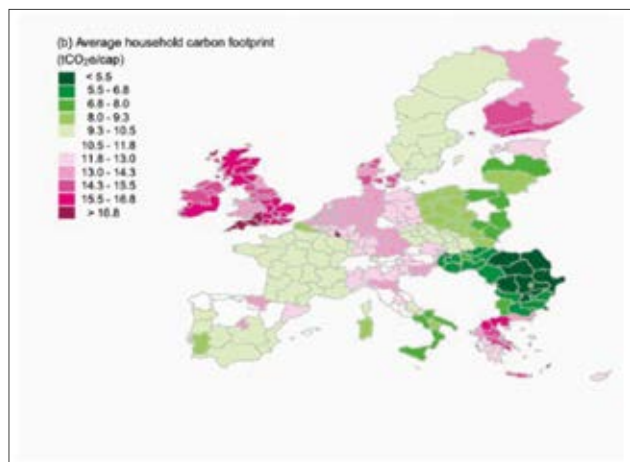 (b) Average household carbon footprint
(tCO₂e/cap)
< 5.5
5.5 - 6.8
6.8 - 8.0
8.0 - 9.3
9.3 - 10.5
10.5 - 11.8
11.8 - 13.0
13.0 - 14.3
14.3 - 15.5
15.5 - 16.8
> 16.8